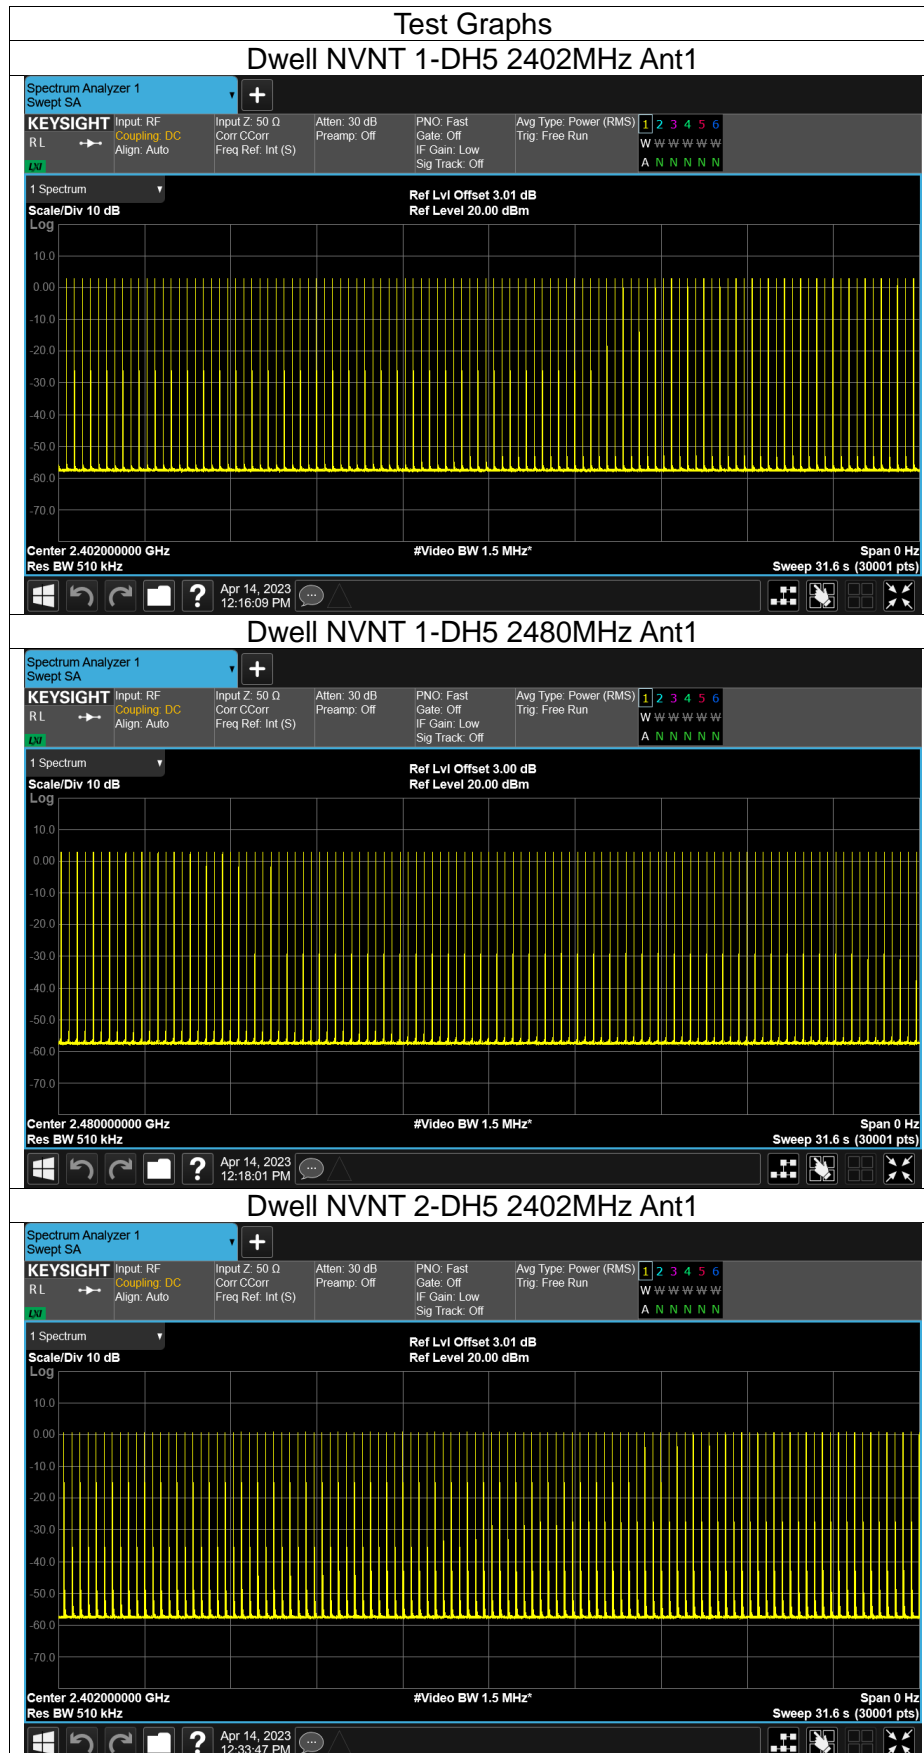 Test Graphs
Dwell NVNT 1-DH5 2402MHz Ant1
Spectrum Analyzer 1
Swept SA
KEYSIGHT Input: RF Input Z: 50 Ω Atten: 30 dB PNO: Fast Avg Type: Power (RMS) 1 2 3 4 5 6
RL Coupling: DC Corr CCorr Preamp: Off Gate: Off Trig: Free Run
Align: Auto Freq Ref: Int (S) IF Gain: Low W W W W W W
LXI Sig Track: Off A N N N N N
1 Spectrum
Ref Lvl Offset 3.01 dB
Scale/Div 10 dB Ref Level 20.00 dBm
Log
10.0
0.00
-10.0
-20.0
-30.0
-40.0
-50.0
-60.0
-70.0
Center 2.402000000 GHz #Video BW 1.5 MHz* Span 0 Hz
Res BW 510 kHz Sweep 31.6 s (30001 pts)
? Apr 14, 2023
12:16:09 PM
Dwell NVNT 1-DH5 2480MHz Ant1
Spectrum Analyzer 1
Swept SA
KEYSIGHT Input: RF Input Z: 50 Ω Atten: 30 dB PNO: Fast Avg Type: Power (RMS) 1 2 3 4 5 6
RL Coupling: DC Corr CCorr Preamp: Off Gate: Off Trig: Free Run
Align: Auto Freq Ref: Int (S) IF Gain: Low W W W W W W
LXI Sig Track: Off A N N N N N
1 Spectrum
Ref Lvl Offset 3.00 dB
Scale/Div 10 dB Ref Level 20.00 dBm
Log
10.0
0.00
-10.0
-20.0
-30.0
-40.0
-50.0
-60.0
-70.0
Center 2.480000000 GHz #Video BW 1.5 MHz* Span 0 Hz
Res BW 510 kHz Sweep 31.6 s (30001 pts)
? Apr 14, 2023
12:18:01 PM
Dwell NVNT 2-DH5 2402MHz Ant1
Spectrum Analyzer 1
Swept SA
KEYSIGHT Input: RF Input Z: 50 Ω Atten: 30 dB PNO: Fast Avg Type: Power (RMS) 1 2 3 4 5 6
RL Coupling: DC Corr CCorr Preamp: Off Gate: Off Trig: Free Run
Align: Auto Freq Ref: Int (S) IF Gain: Low W W W W W W
LXI Sig Track: Off A N N N N N
1 Spectrum
Ref Lvl Offset 3.01 dB
Scale/Div 10 dB Ref Level 20.00 dBm
Log
10.0
0.00
-10.0
-20.0
-30.0
-40.0
-50.0
-60.0
-70.0
Center 2.402000000 GHz #Video BW 1.5 MHz* Span 0 Hz
Res BW 510 kHz Sweep 31.6 s (30001 pts)
? Apr 14, 2023
12:33:47 PM